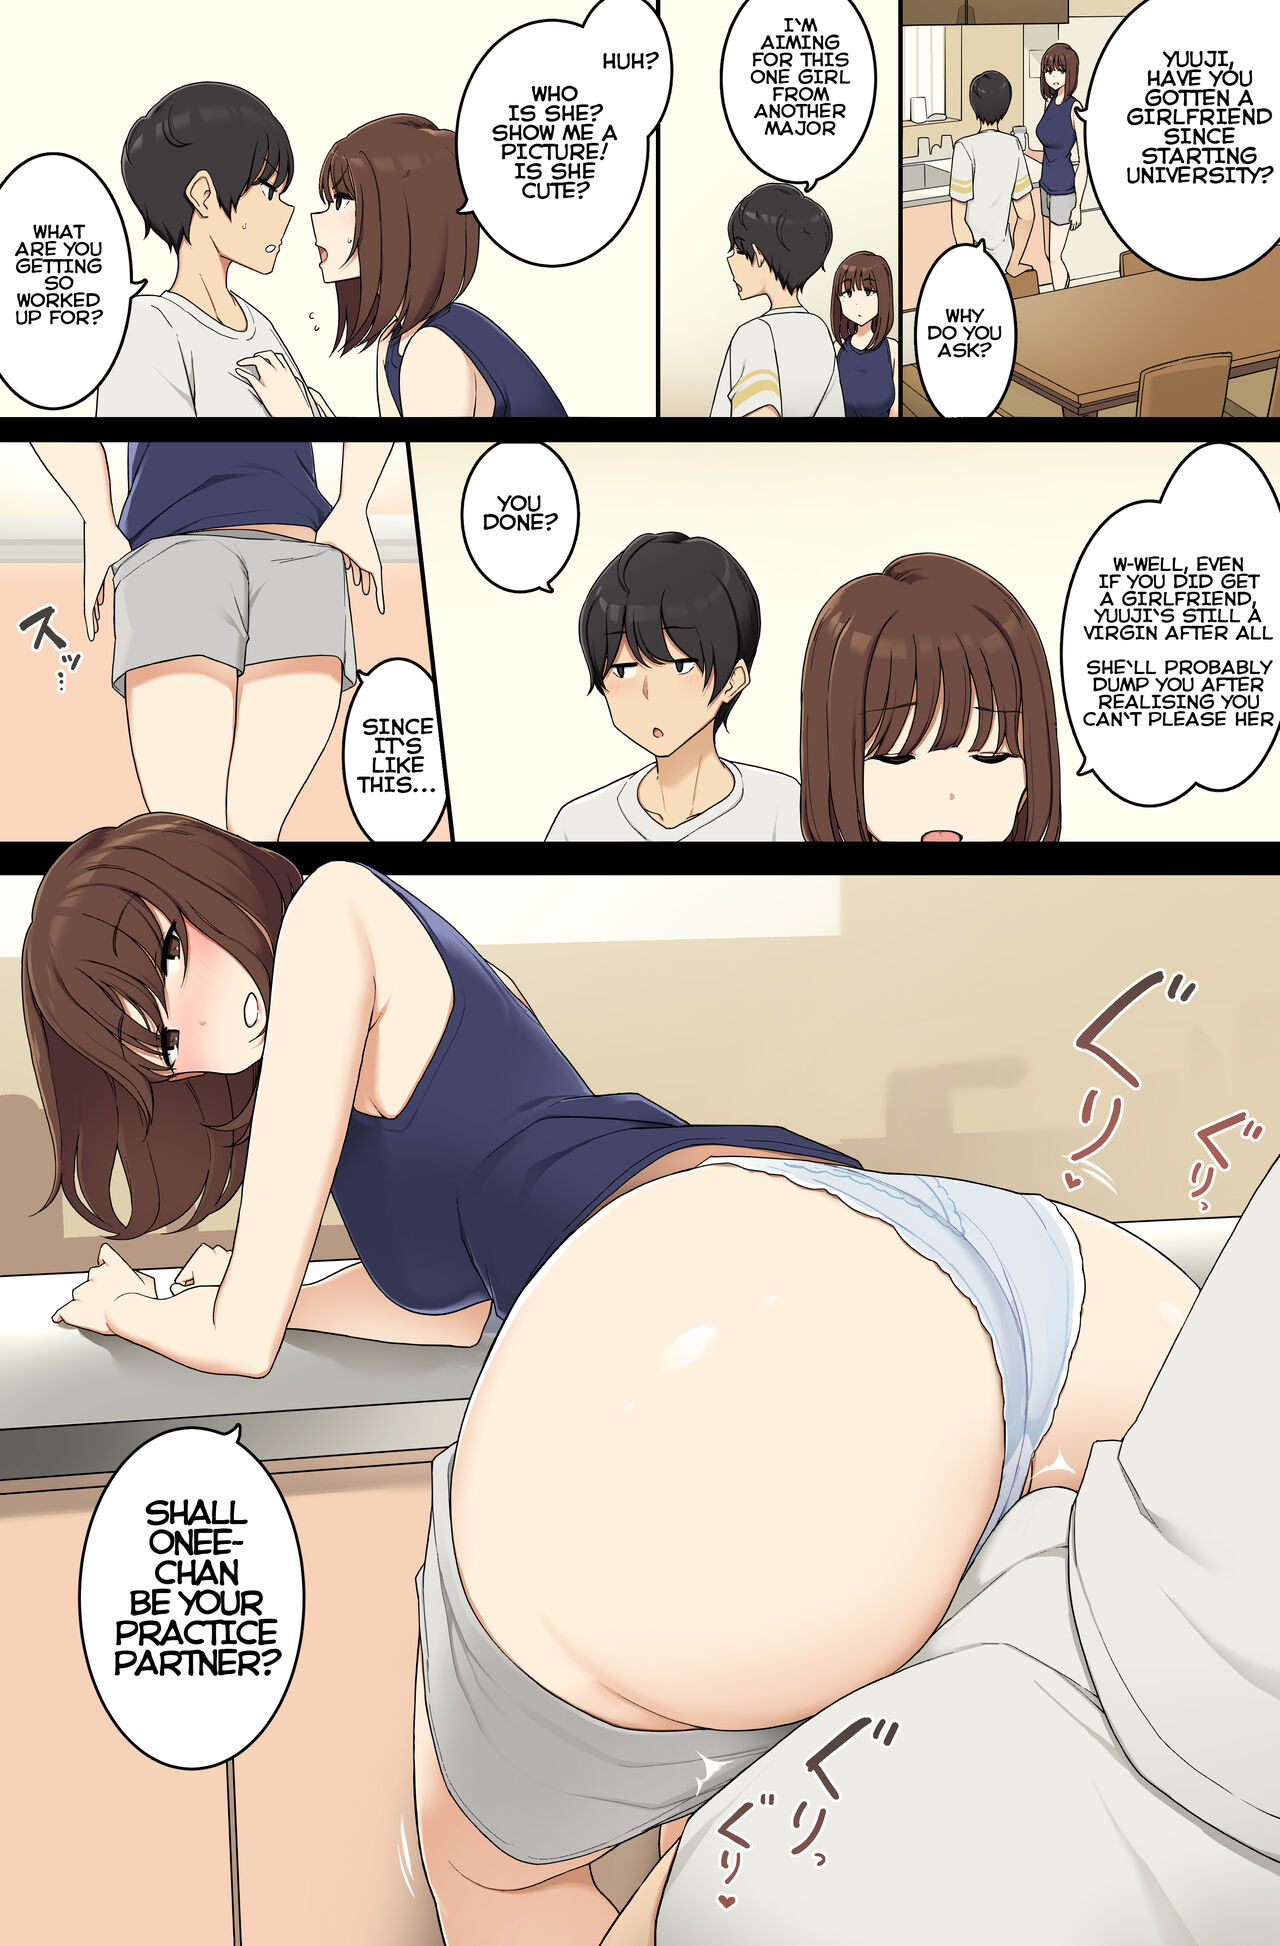 YUUJI,
HAVE YOU
GOTTEN A
GIRLFRIEND
SINCE
STARTING
UNIVERSITY?
WHY
DO YOU
ASK?
I'M
AIMING
FOR THIS
ONE GIRL
FROM
ANOTHER
MAJOR
HUH?
WHO
IS SHE?
SHOW ME A
PICTURE!
IS SHE
CUTE?
WHAT
ARE YOU
GETTING
SO
WORKED
UP FOR?
W-WELL, EVEN
IF YOU DID GET
A GIRLFRIEND,
YUUJI'S STILL A
VIRGIN AFTER ALL
SHE'LL PROBABLY
DUMP YOU AFTER
REALISING YOU
CAN'T PLEASE HER
YOU
DONE?
SINCE
IT'S
LIKE
THIS...
スッ…
ぐり♥
ぐりっ
SHALL
ONEE-
CHAN
BE YOUR
PRACTICE
PARTNER?
ぐりっ
ぐり♥